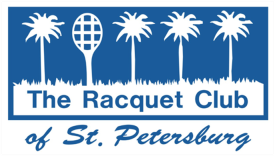 The Racquet Club
of St. Petersburg